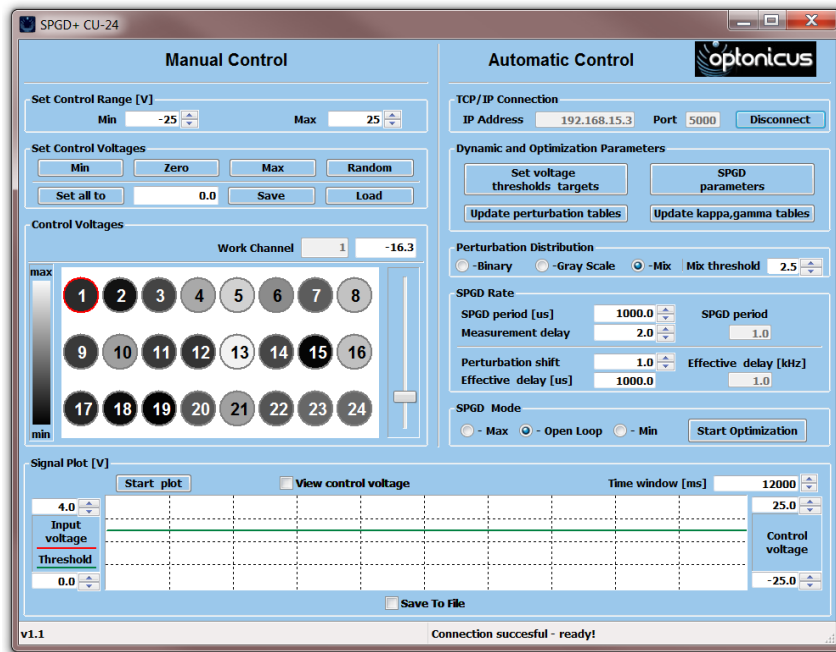 SPGD+ CU-24
Manual Control
Set Control Range [V]
Min -25 Max 25
Set Control Voltages
Min Zero Max Random
Set all to 0.0 Save Load
Control Voltages
Work Channel 1 -16.3
max
1 2 3 4 5 6 7 8
9 10 11 12 13 14 15 16
17 18 19 20 21 22 23 24
min
Automatic Control
optonicus
TCP/IP Connection
IP Address 192.168.15.3 Port 5000 Disconnect
Dynamic and Optimization Parameters
Set voltage
thresholds targets
SPGD
parameters
Update perturbation tables Update kappa,gamma tables
Perturbation Distribution
-Binary -Gray Scale -Mix Mix threshold 2.5
SPGD Rate
SPGD period [us] 1000.0 SPGD period
Measurement delay 2.0 1.0
Perturbation shift 1.0 Effective delay [kHz]
Effective delay [us] 1000.0 1.0
SPGD Mode
- Max - Open Loop - Min Start Optimization
Signal Plot [V]
Start plot View control voltage Time window [ms] 12000
4.0
Input
voltage
Threshold
0.0
25.0
Control
voltage
-25.0
Save To File
v1.1 Connection succesful - ready!